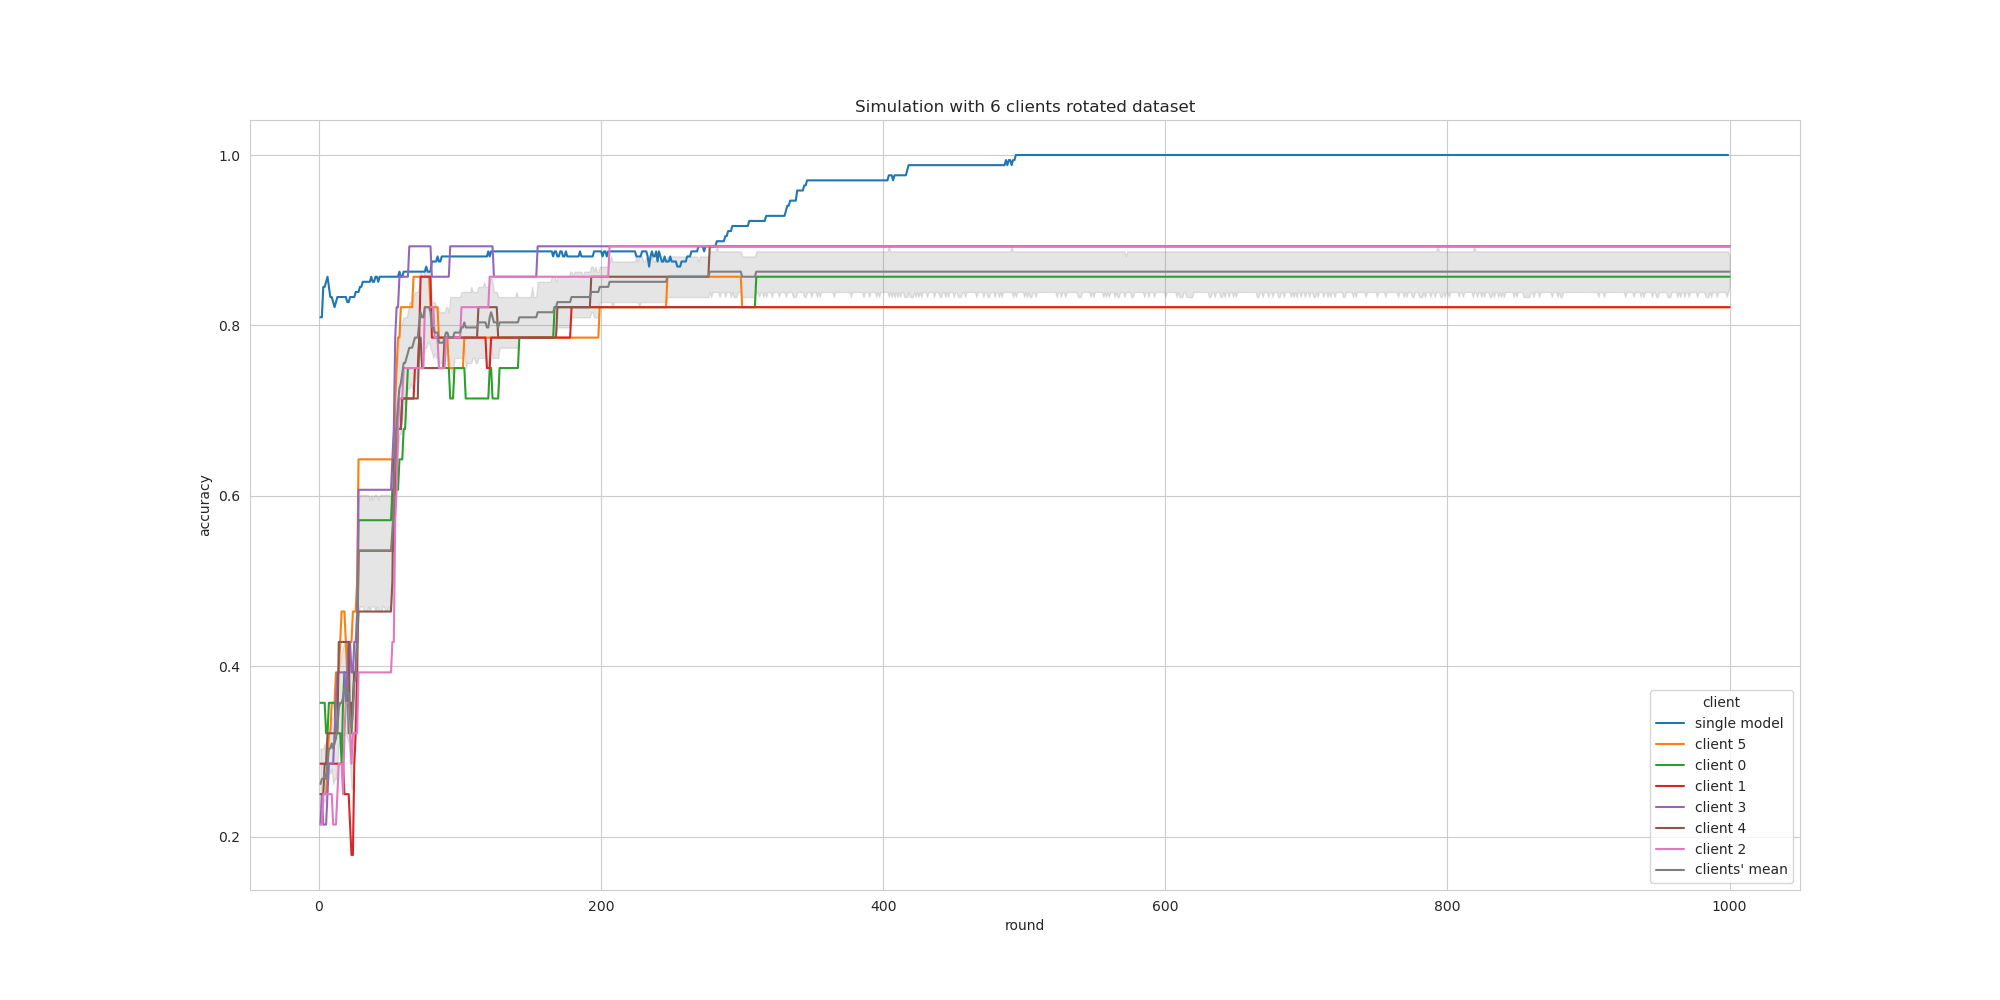 Simulation with 6 clients rotated dataset
accuracy
1.0
0.8
0.6
0.4
0.2
0 200 400 600 800 1000
round
client
single model
client 5
client 0
client 1
client 3
client 4
client 2
clients' mean